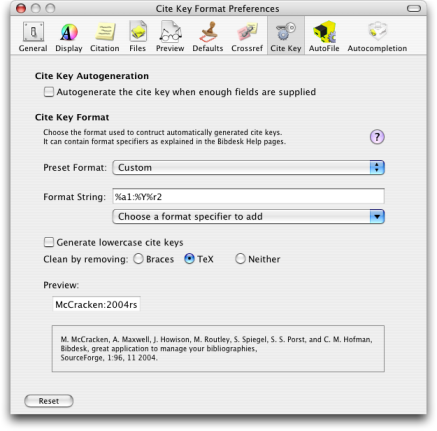 Cite Key Format Preferences
General Display Citation Files Preview Defaults Crossref Cite Key AutoFile Autocompletion
Cite Key Autogeneration
Autogenerate the cite key when enough fields are supplied
Cite Key Format
Choose the format used to contruct automatically generated cite keys.
It can contain format specifiers as explained in the Bibdesk Help pages.
?
Preset Format: Custom
Format String: %a1:%Y%r2
Choose a format specifier to add
Generate lowercase cite keys
Clean by removing: Braces TeX Neither
Preview:
McCracken:2004rs
M. McCracken, A. Maxwell, J. Howison, M. Routley, S. Spiegel, S. S. Porst, and C. M. Hofman,
Bibdesk, great application to manage your bibliographies,
SourceForge, 1:96, 11 2004.
Reset